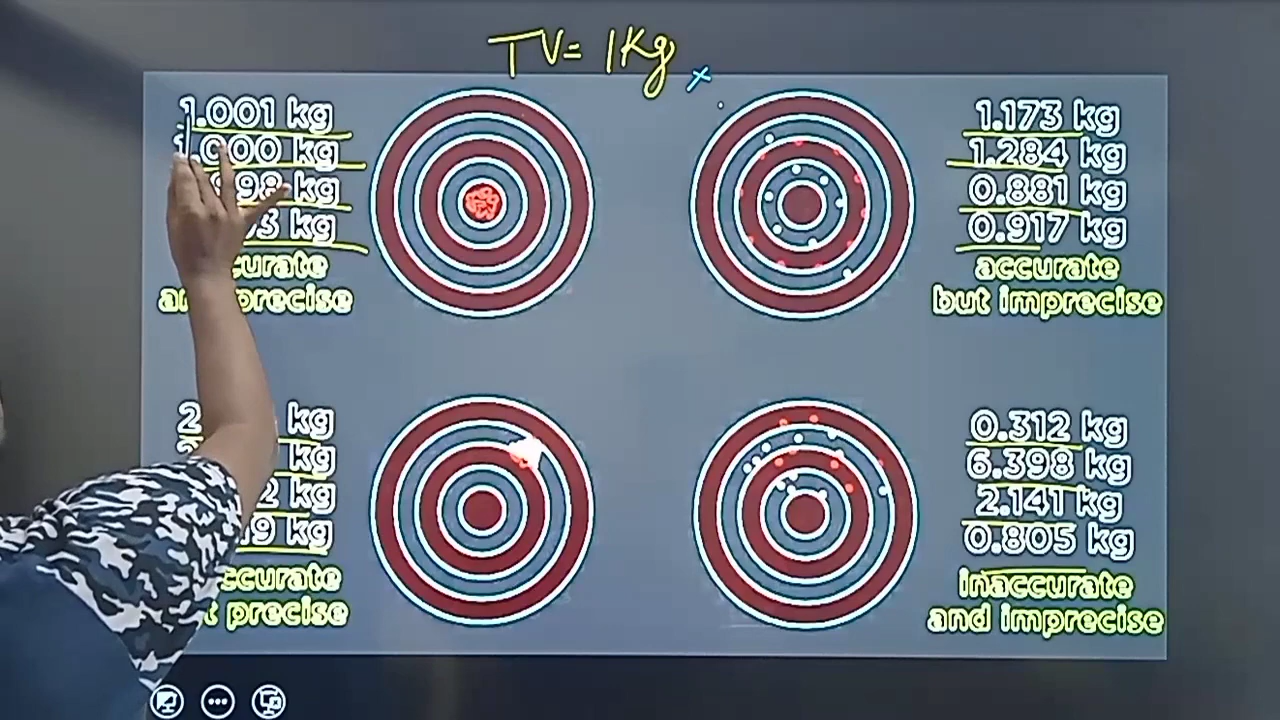 TV= 1Kg
1.001 kg
1.000 kg
kg
kg
and precise
1.173 kg
1.284 kg
0.881 kg
0.917 kg
accurate
but imprecise
kg
kg
kg
kg
precise
0.312 kg
6.398 kg
2.141 kg
0.805 kg
inaccurate
and imprecise